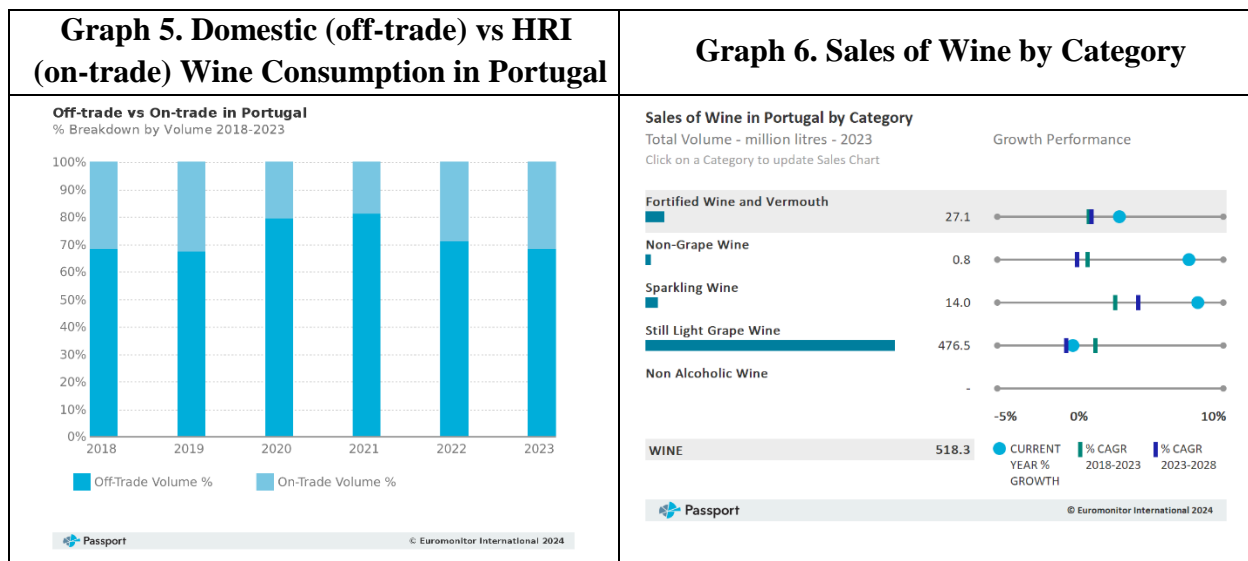 Graph 5. Domestic (off-trade) vs HRI
(on-trade) Wine Consumption in Portugal
Off-trade vs On-trade in Portugal
% Breakdown by Volume 2018-2023
100%
90%
80%
70%
60%
50%
40%
30%
20%
10%
0%
2018 2019 2020 2021 2022 2023
Off-Trade Volume % On-Trade Volume %
Passport © Euromonitor International 2024
Graph 6. Sales of Wine by Category
Sales of Wine in Portugal by Category
Total Volume - million litres - 2023 Growth Performance
Click on a Category to update Sales Chart
Fortified Wine and Vermouth
27.1
Non-Grape Wine
0.8
Sparkling Wine
14.0
Still Light Grape Wine
476.5
Non Alcoholic Wine
-
-5% 0% 10%
WINE 518.3
CURRENT YEAR % GROWTH
% CAGR 2018-2023
% CAGR 2023-2028
Passport © Euromonitor International 2024